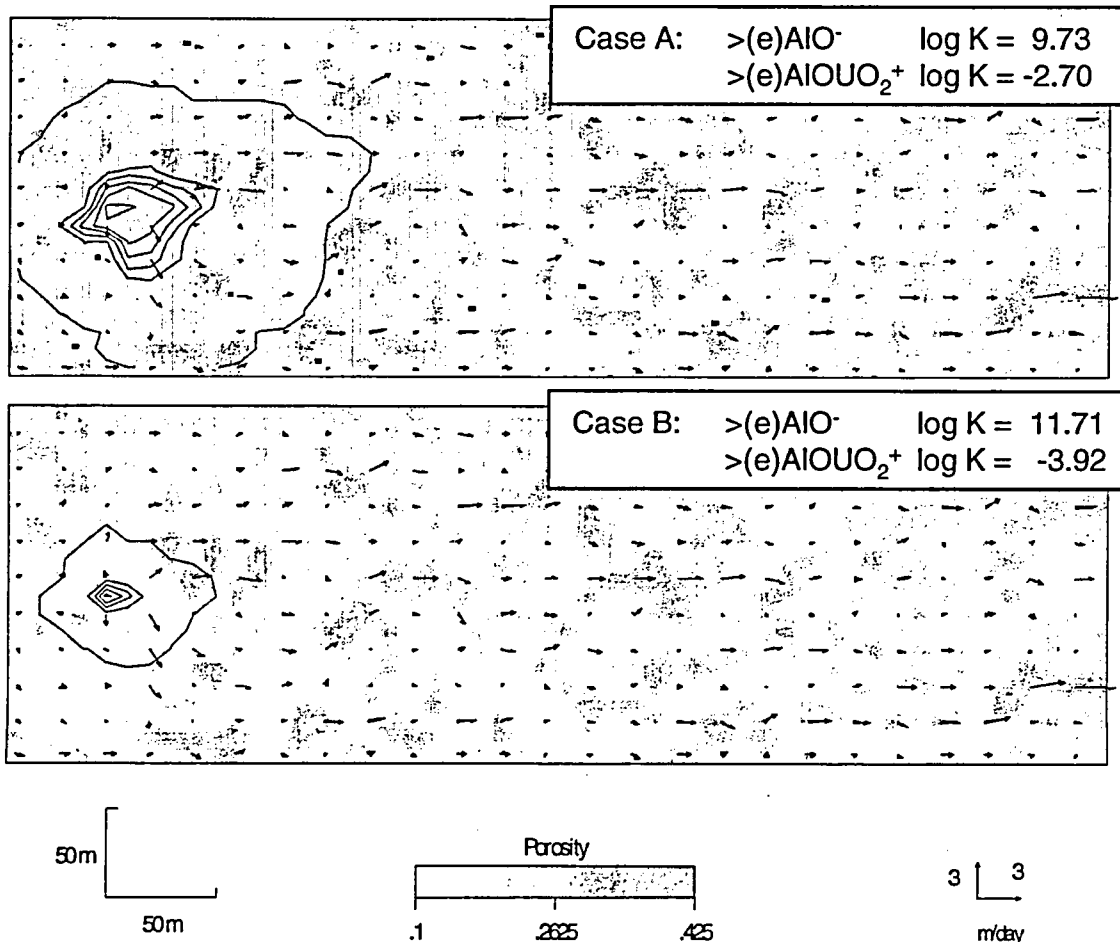 Case A: >(e)AlO⁻ log K = 9.73
>(e)AlOUO₂⁺ log K = -2.70
Case B: >(e)AlO⁻ log K = 11.71
>(e)AlOUO₂⁺ log K = -3.92
50m
50m
Porosity
.1 .2625 .425
3 3
m/day